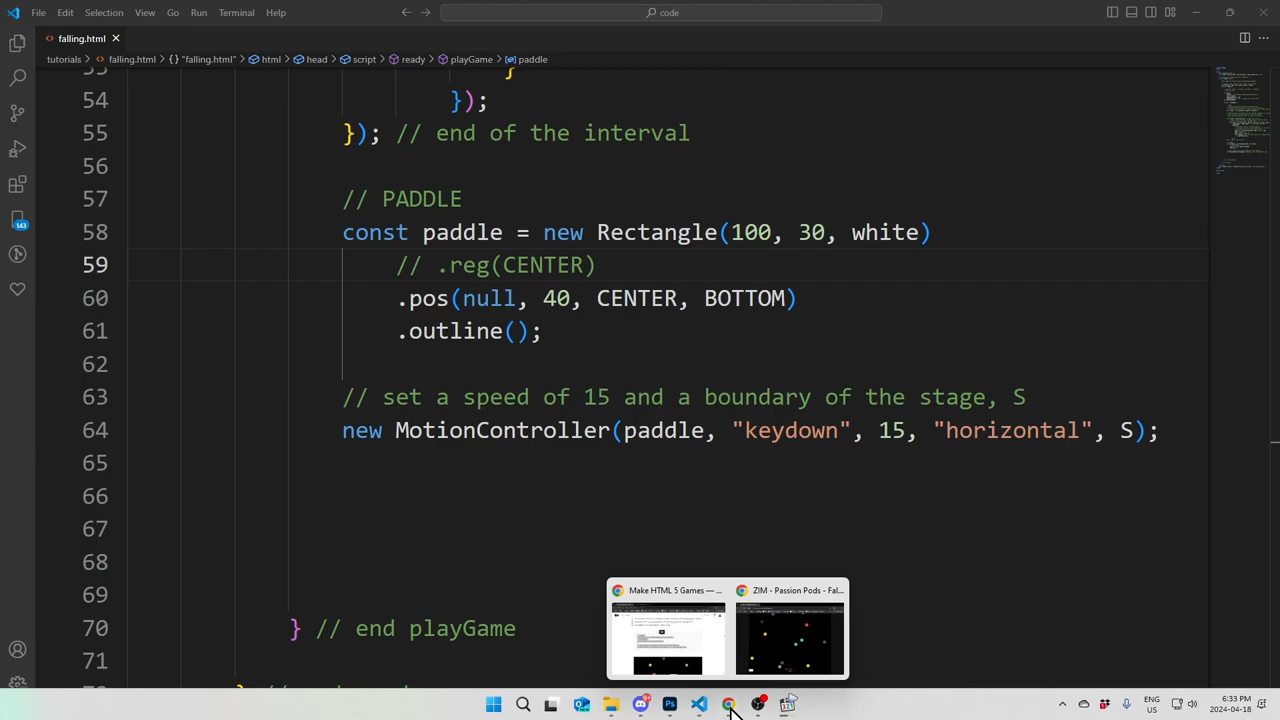 File Edit Selection View Go Run Terminal Help
code
falling.html
tutorials > falling.html > "falling.html" > html > head > script > ready > playGame > paddle
54 });
55 }); // end of the interval
56
57 // PADDLE
58 const paddle = new Rectangle(100, 30, white)
59 // .reg(CENTER)
60 .pos(null, 40, CENTER, BOTTOM)
61 .outline();
62
63 // set a speed of 15 and a boundary of the stage, S
64 new MotionController(paddle, "keydown", 15, "horizontal", S);
65
66
67
68
69
70 } // end playGame
71
Make HTML 5 Games — ...
ZIM - Passion Pods - Fal...
143
9+
Ps
321
ENG
US
6:33 PM
2024-04-18